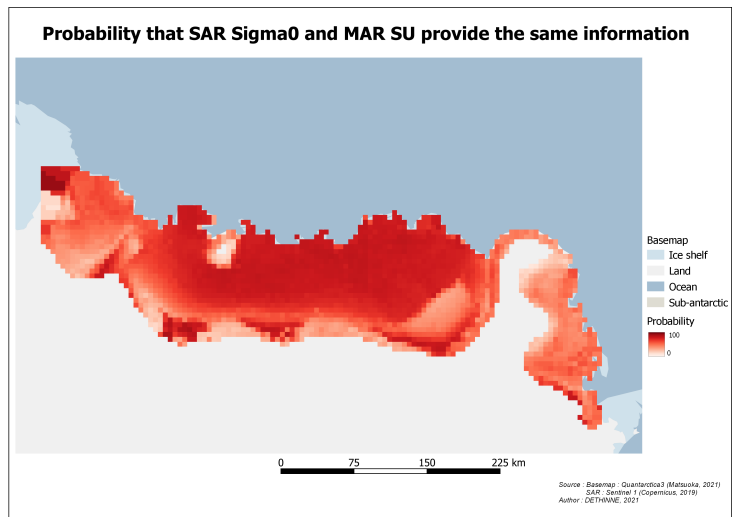 Probability that SAR Sigma0 and MAR SU provide the same information
Basemap
Ice shelf
Land
Ocean
Sub-antarctic
Probability
100
0
0 75 150 225 km
Source : Basemap : Quantarctica3 (Matsuoka, 2021)
SAR : Sentinel 1 (Copernicus, 2019)
Author : DETHINNE, 2021